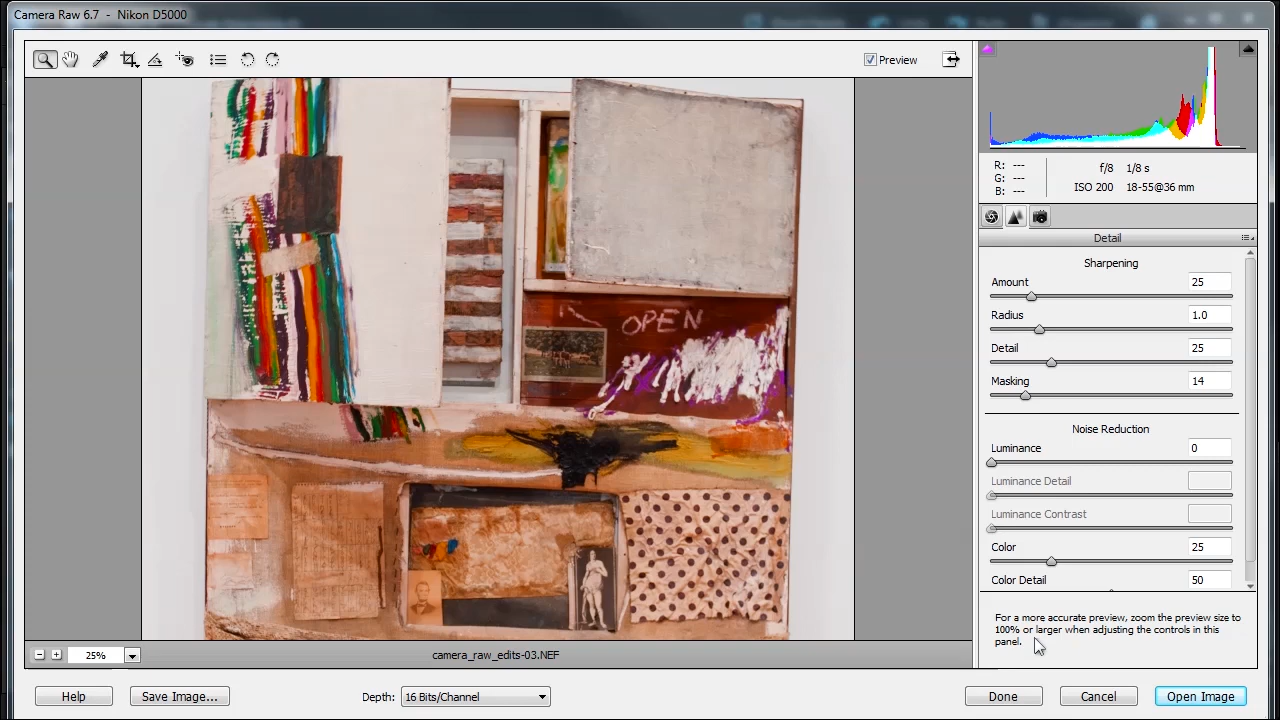 Camera Raw 6.7 - Nikon D5000
Preview
R: ---
G: ---
B: ---
f/8 1/8 s
ISO 200 18-55@36 mm
Detail
Sharpening
Amount 25
Radius 1.0
Detail 25
Masking 14
Noise Reduction
Luminance 0
Luminance Detail
Luminance Contrast
Color 25
Color Detail 50
For a more accurate preview, zoom the preview size to
100% or larger when adjusting the controls in this
panel.
OPEN
25%
camera_raw_edits-03.NEF
Help
Save Image...
Depth: 16 Bits/Channel
Done
Cancel
Open Image